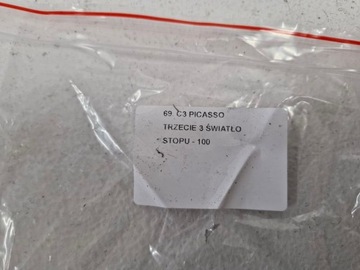 69 C3 PICASSO
TRZECIE 3 ŚWIATŁO
STOPU - 100